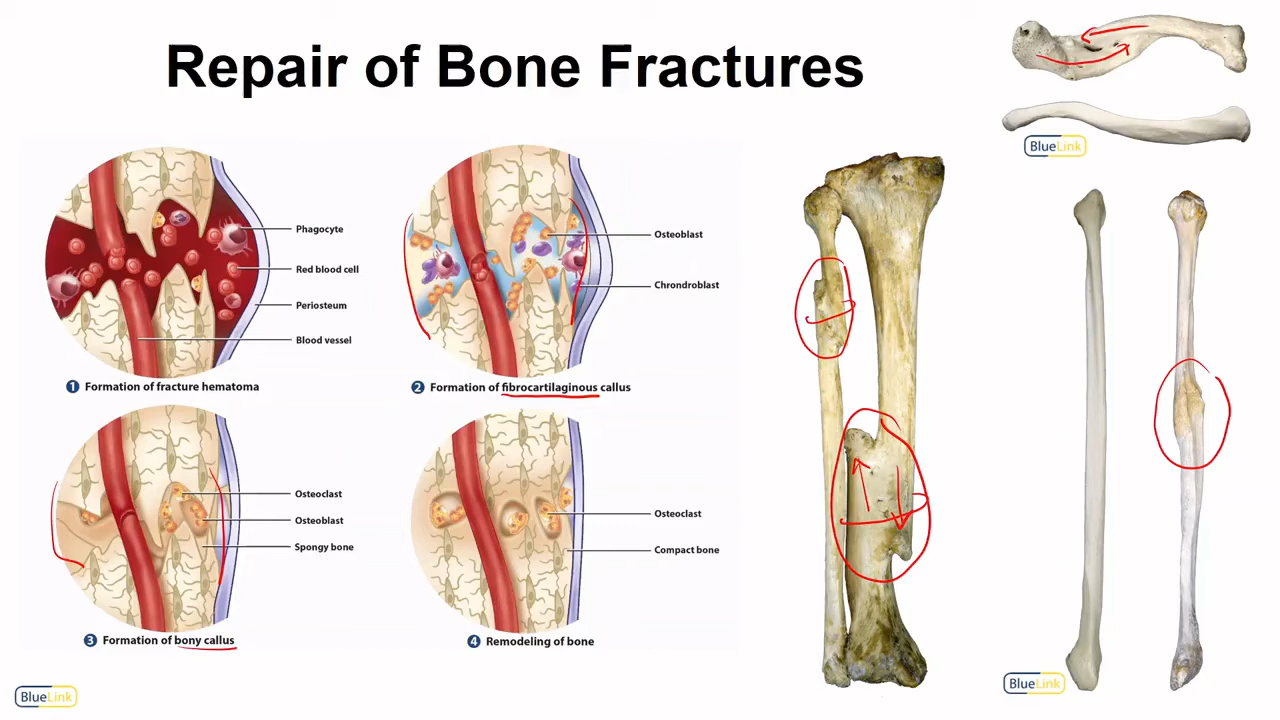 Repair of Bone Fractures
BlueLink
Phagocyte
Red blood cell
Periosteum
Blood vessel
1 Formation of fracture hematoma
Osteoblast
Chrondroblast
2 Formation of fibrocartilaginous callus
Osteoclast
Osteoblast
Spongy bone
3 Formation of bony callus
Osteoclast
Compact bone
4 Remodeling of bone
BlueLink
BlueLink